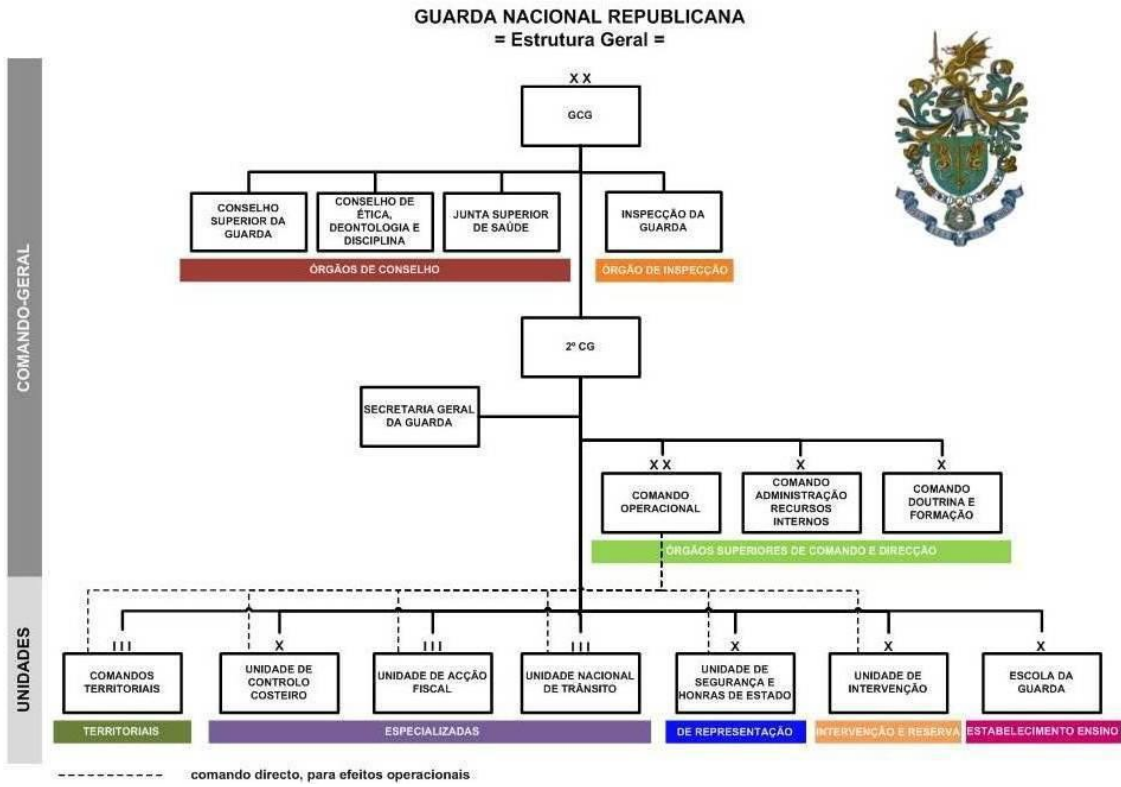 GUARDA NACIONAL REPUBLICANA
= Estrutura Geral =
COMANDO-GERAL
X X
GCG
CONSELHO
SUPERIOR DA
GUARDA
CONSELHO DE
ÉTICA,
DEONTOLOGIA E
DISCIPLINA
JUNTA SUPERIOR
DE SAÚDE
INSPECÇÃO DA
GUARDA
ÓRGÃOS DE CONSELHO
ÓRGÃO DE INSPECÇÃO
2º CG
SECRETARIA GERAL
DA GUARDA
X X
COMANDO
OPERACIONAL
X
COMANDO
ADMINISTRAÇÃO
RECURSOS
INTERNOS
X
COMANDO
DOUTRINA E
FORMAÇÃO
ÓRGÃOS SUPERIORES DE COMANDO E DIRECÇÃO
UNIDADES
III
COMANDOS
TERRITORIAIS
X
UNIDADE DE
CONTROLO
COSTEIRO
III
UNIDADE DE ACÇÃO
FISCAL
III
UNIDADE NACIONAL
DE TRÂNSITO
X
UNIDADE DE
SEGURANÇA E
HONRAS DE ESTADO
X
UNIDADE DE
INTERVENÇÃO
X
ESCOLA DA
GUARDA
TERRITORIAIS
ESPECIALIZADAS
DE REPRESENTAÇÃO
INTERVENÇÃO E RESERVA
ESTABELECIMENTO ENSINO
comando directo, para efeitos operacionais